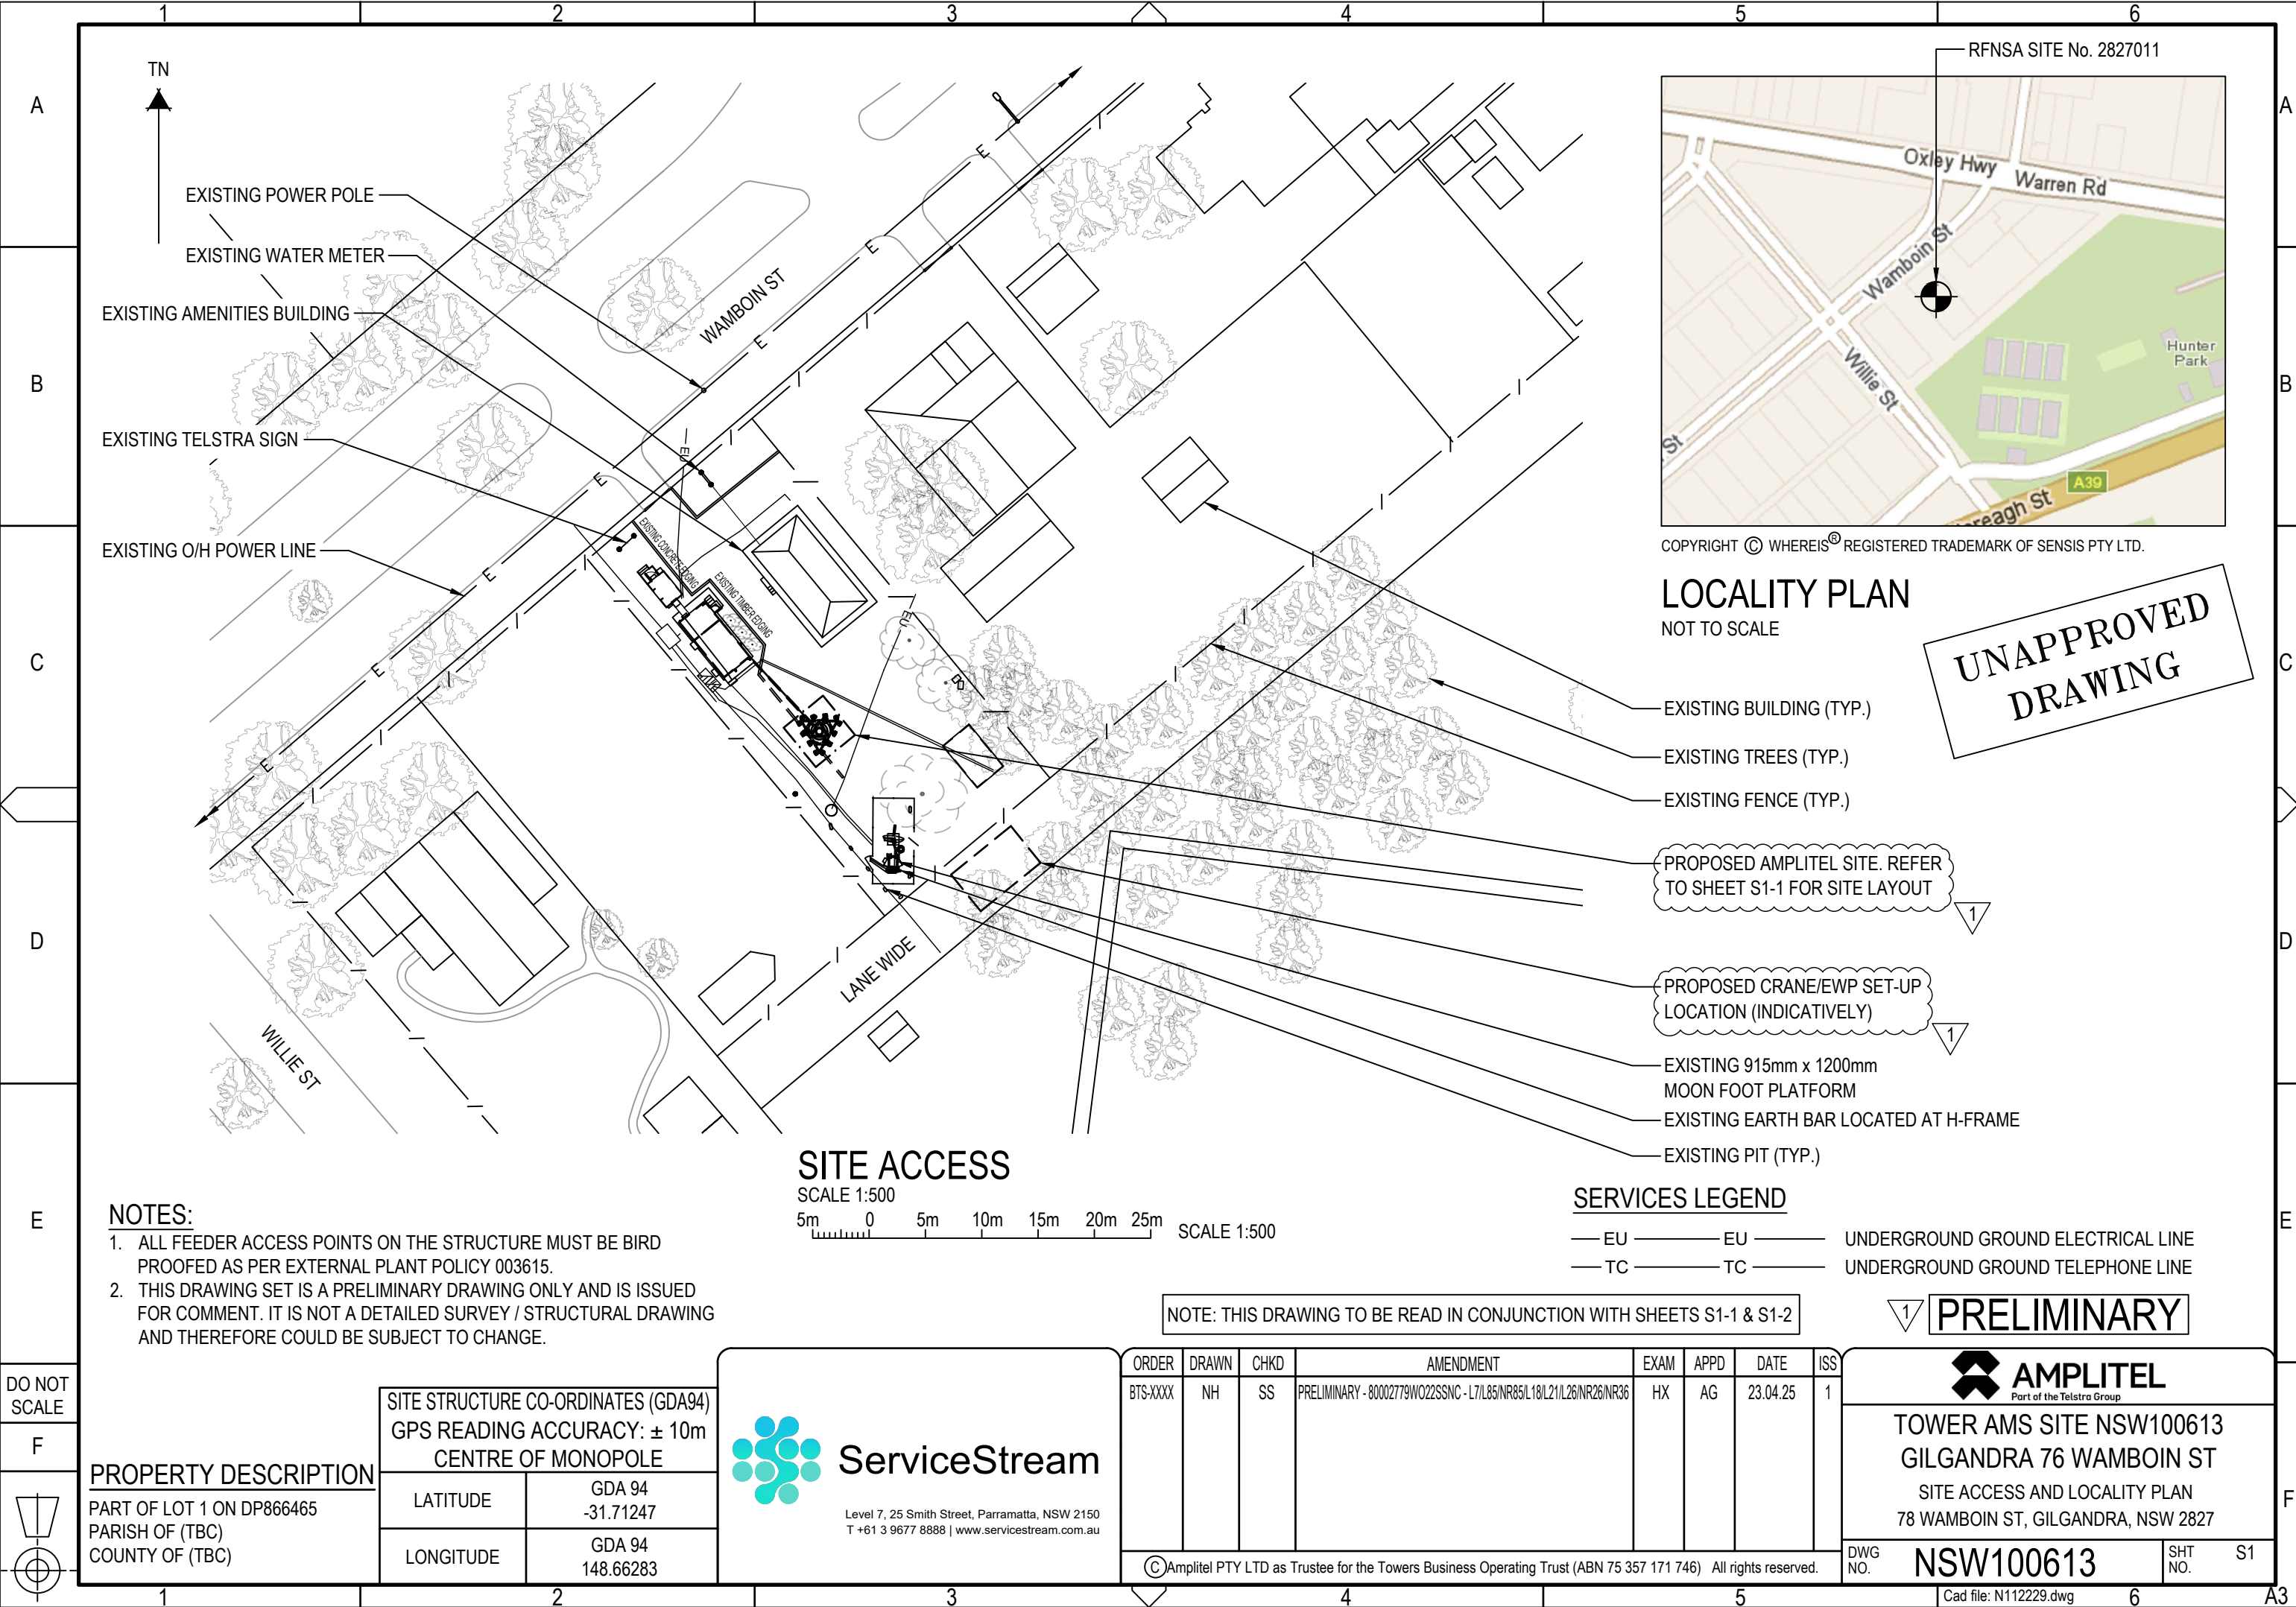 1 2 3 4 5 6
A
B
C
D
E
F
A
B
C
D
E
F
TN
EXISTING POWER POLE
EXISTING WATER METER
EXISTING AMENITIES BUILDING
EXISTING TELSTRA SIGN
EXISTING O/H POWER LINE
WAMBOIN ST
EXISTING CONCRETE EDGING
EXISTING TIMBER EDGING
E
E
E
E
E
E
E
E
EU
EU
LANE WIDE
WILLIE ST
RFNSA SITE No. 2827011
Oxley Hwy
Warren Rd
Wamboin St
Willie St
Hunter
Park
St
A39
reagh St
COPYRIGHT © WHEREIS® REGISTERED TRADEMARK OF SENSIS PTY LTD.
LOCALITY PLAN
NOT TO SCALE
UNAPPROVED
DRAWING
EXISTING BUILDING (TYP.)
EXISTING TREES (TYP.)
EXISTING FENCE (TYP.)
PROPOSED AMPLITEL SITE. REFER
TO SHEET S1-1 FOR SITE LAYOUT
1
PROPOSED CRANE/EWP SET-UP
LOCATION (INDICATIVELY)
1
EXISTING 915mm x 1200mm
MOON FOOT PLATFORM
EXISTING EARTH BAR LOCATED AT H-FRAME
EXISTING PIT (TYP.)
SITE ACCESS
SCALE 1:500
5m 0 5m 10m 15m 20m 25m
SCALE 1:500
SERVICES LEGEND
EU EU UNDERGROUND GROUND ELECTRICAL LINE
TC TC UNDERGROUND GROUND TELEPHONE LINE
NOTES:
1. ALL FEEDER ACCESS POINTS ON THE STRUCTURE MUST BE BIRD
PROOFED AS PER EXTERNAL PLANT POLICY 003615.
2. THIS DRAWING SET IS A PRELIMINARY DRAWING ONLY AND IS ISSUED
FOR COMMENT. IT IS NOT A DETAILED SURVEY / STRUCTURAL DRAWING
AND THEREFORE COULD BE SUBJECT TO CHANGE.
NOTE: THIS DRAWING TO BE READ IN CONJUNCTION WITH SHEETS S1-1 & S1-2
1 PRELIMINARY
DO NOT
SCALE
PROPERTY DESCRIPTION
PART OF LOT 1 ON DP866465
PARISH OF (TBC)
COUNTY OF (TBC)
SITE STRUCTURE CO-ORDINATES (GDA94)
GPS READING ACCURACY: ± 10m
CENTRE OF MONOPOLE
LATITUDE
GDA 94
-31.71247
LONGITUDE
GDA 94
148.66283
ServiceStream
Level 7, 25 Smith Street, Parramatta, NSW 2150
T +61 3 9677 8888 | www.servicestream.com.au
ORDER DRAWN CHKD AMENDMENT EXAM APPD DATE ISS
BTS-XXXX NH SS PRELIMINARY - 80002779WO22SSNC - L7/L85/NR85/L18/L21/L26/NR26/NR36 HX AG 23.04.25 1
© Amplitel PTY LTD as Trustee for the Towers Business Operating Trust (ABN 75 357 171 746) All rights reserved.
AMPLITEL
Part of the Telstra Group
TOWER AMS SITE NSW100613
GILGANDRA 76 WAMBOIN ST
SITE ACCESS AND LOCALITY PLAN
78 WAMBOIN ST, GILGANDRA, NSW 2827
DWG
NO.
NSW100613
SHT
NO.
S1
Cad file: N112229.dwg
1 2 3 4 5 6
A3